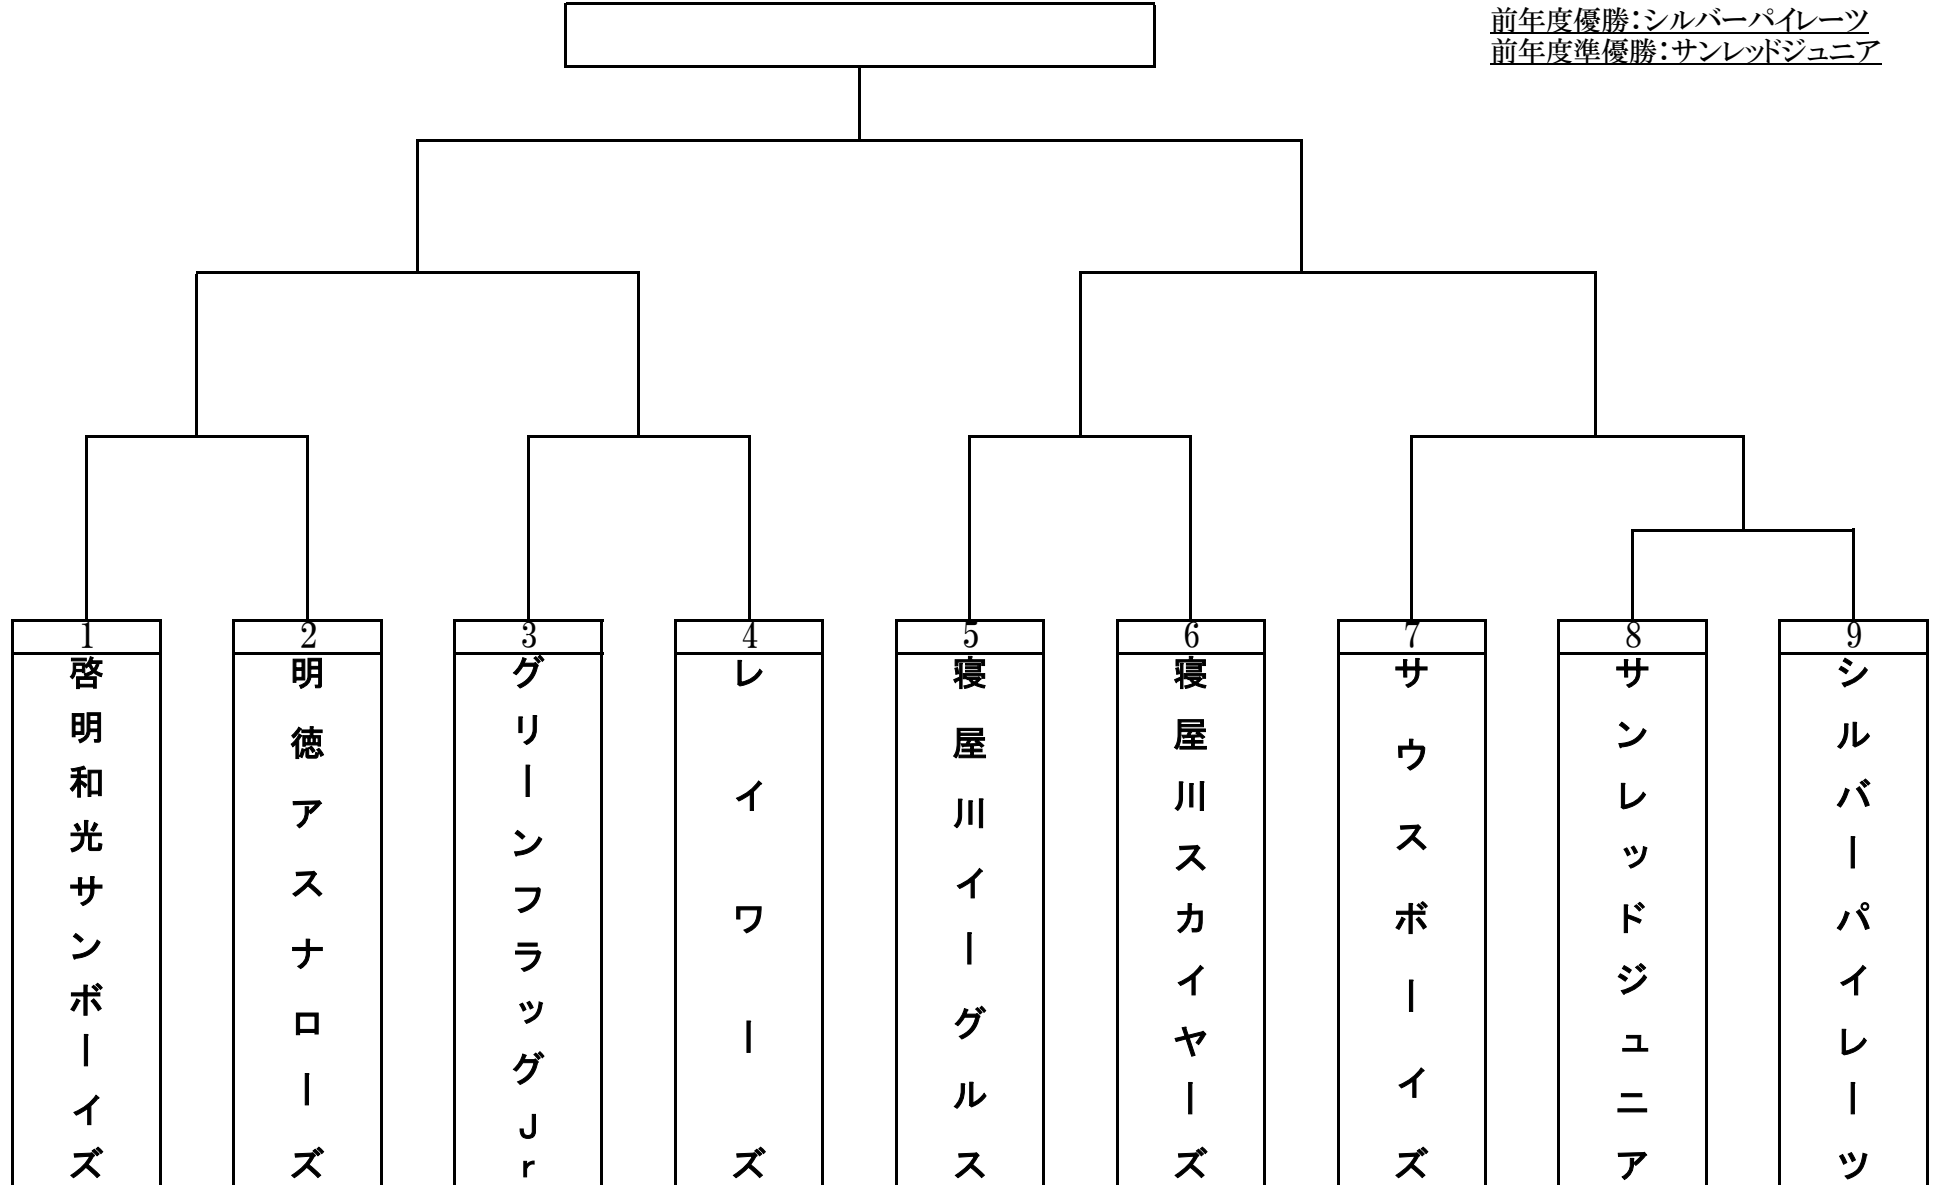 前年度優勝：シルバーパイレーツ
前年度準優勝：サンレッドジュニア
1
啓明和光サンボーイズ
2
明徳アスナローズ
3
グリーンフラッグJr
4
レイワーズ
5
寝屋川イーグルス
6
寝屋川スカイヤーズ
7
サウスボーイズ
8
サンレッドジュニア
9
シルバーパイレーツ